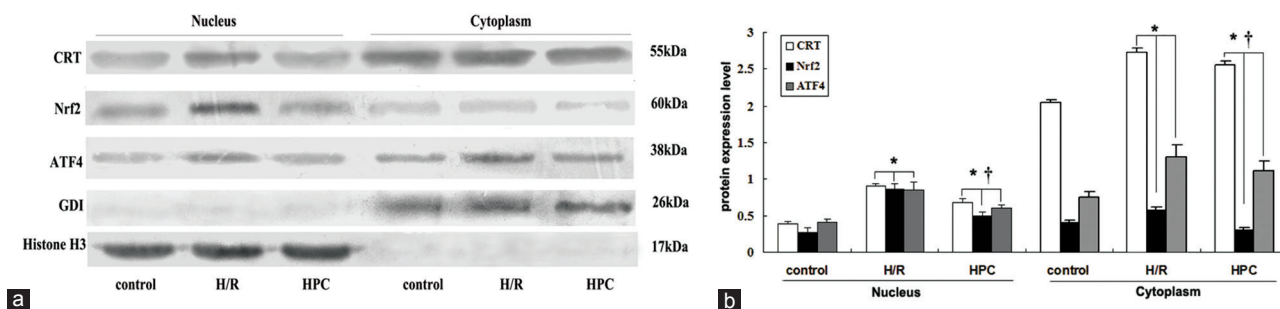 Nucleus Cytoplasm
CRT 55kDa
Nrf2 60kDa
ATF4 38kDa
GDI 26kDa
Histone H3 17kDa
control H/R HPC control H/R HPC
a
protein expression level
3
2.5
2
1.5
1
0.5
0
CRT
Nrf2
ATF4
* * † * * †
control H/R HPC control H/R HPC
Nucleus Cytoplasm
b